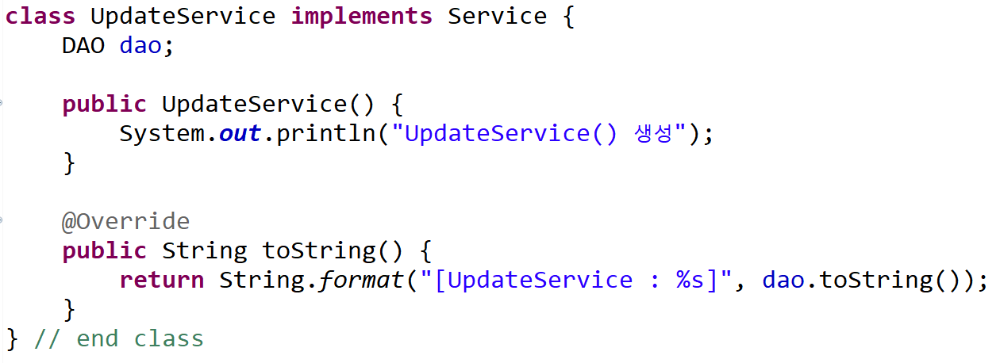 class UpdateService implements Service {
    DAO dao;

    public UpdateService() {
        System.out.println("UpdateService() 생성");
    }

    @Override
    public String toString() {
        return String.format("[UpdateService : %s]", dao.toString());
    }
} // end class